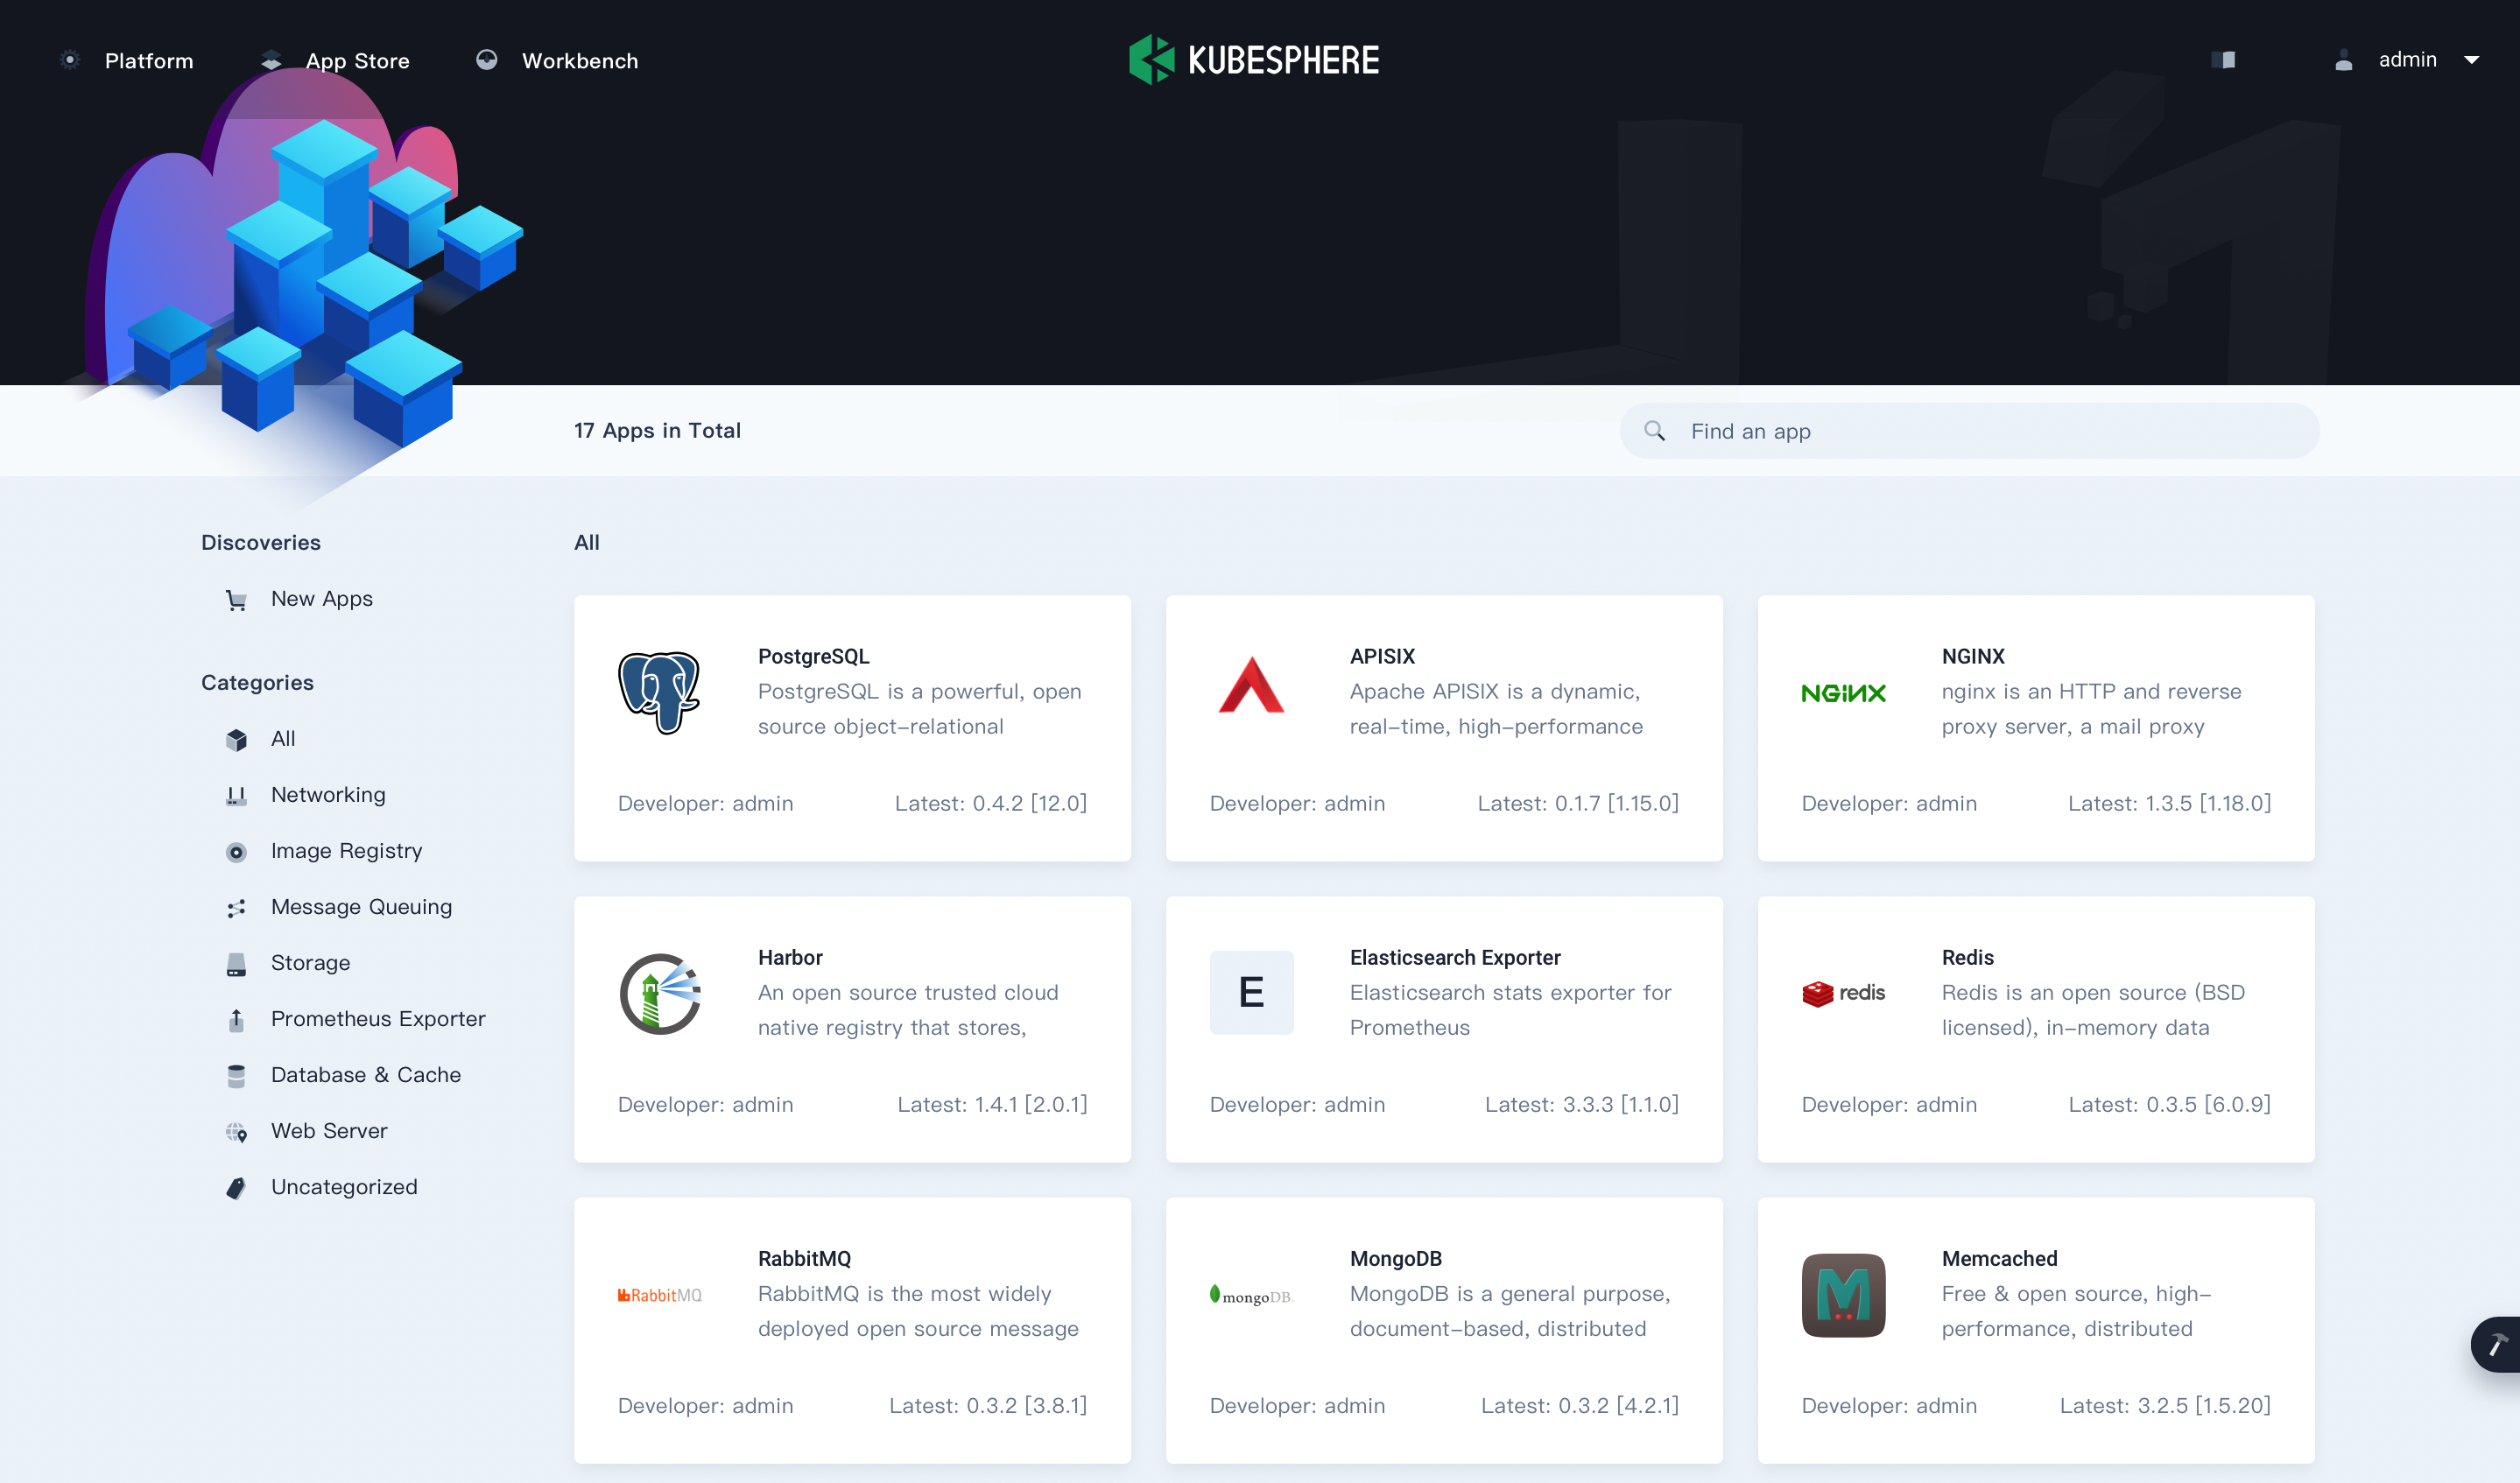 Platform
App Store
Workbench
KUBESPHERE
admin
17 Apps in Total
Find an app
Discoveries
New Apps
Categories
All
Networking
Image Registry
Message Queuing
Storage
Prometheus Exporter
Database & Cache
Web Server
Uncategorized
All
PostgreSQL
PostgreSQL is a powerful, open
source object-relational
Developer: admin
Latest: 0.4.2 [12.0]
APISIX
Apache APISIX is a dynamic,
real-time, high-performance
Developer: admin
Latest: 0.1.7 [1.15.0]
NGINX
NGINX
nginx is an HTTP and reverse
proxy server, a mail proxy
Developer: admin
Latest: 1.3.5 [1.18.0]
Harbor
An open source trusted cloud
native registry that stores,
Developer: admin
Latest: 1.4.1 [2.0.1]
E
Elasticsearch Exporter
Elasticsearch stats exporter for
Prometheus
Developer: admin
Latest: 3.3.3 [1.1.0]
redis
Redis
Redis is an open source (BSD
licensed), in-memory data
Developer: admin
Latest: 0.3.5 [6.0.9]
RabbitMQ
RabbitMQ
RabbitMQ is the most widely
deployed open source message
Developer: admin
Latest: 0.3.2 [3.8.1]
mongoDB.
MongoDB
MongoDB is a general purpose,
document-based, distributed
Developer: admin
Latest: 0.3.2 [4.2.1]
M
Memcached
Free & open source, high-
performance, distributed
Developer: admin
Latest: 3.2.5 [1.5.20]